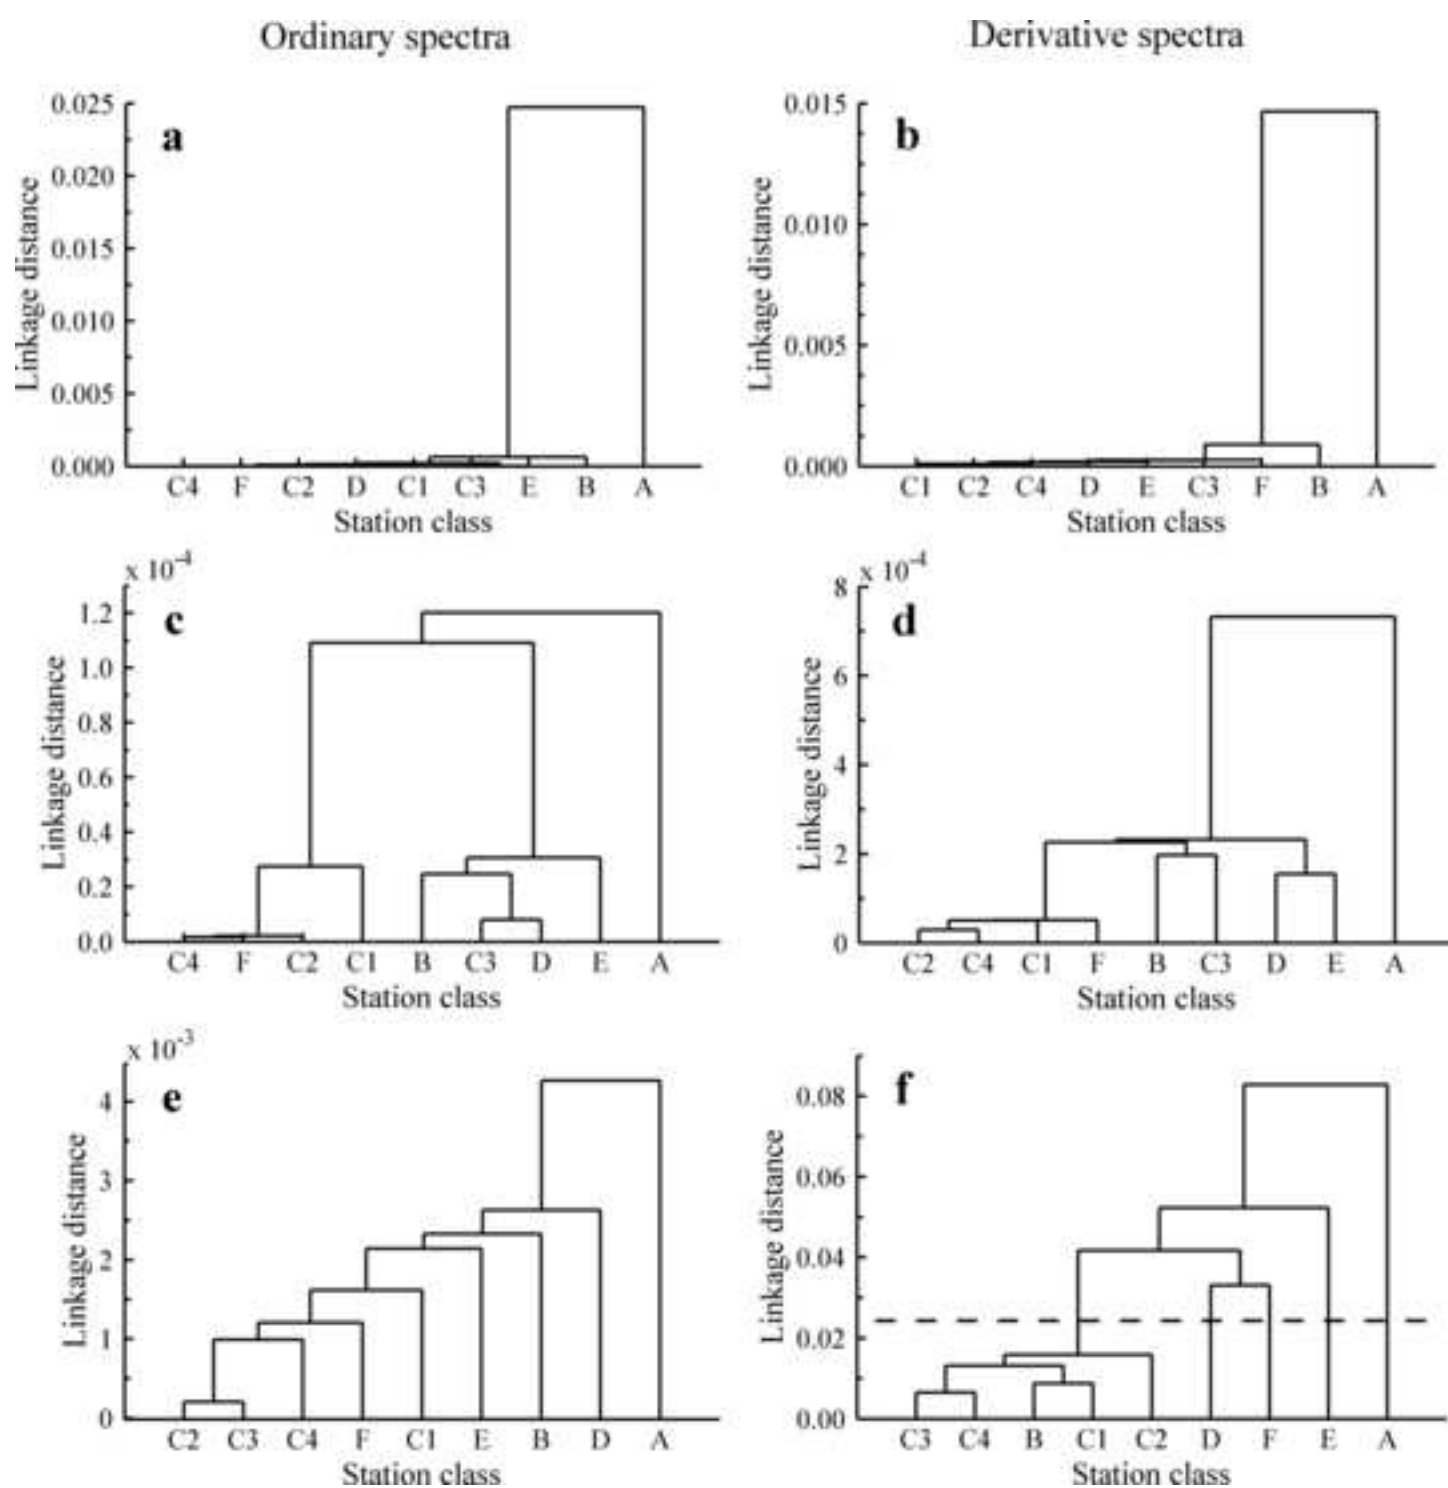 Ordinary spectra
Derivative spectra
a
Linkage distance
0.025
0.020
0.015
0.010
0.005
0.000
C4 F C2 D C1 C3 E B A
Station class
b
Linkage distance
0.015
0.010
0.005
0.000
C1 C2 C4 D E C3 F B A
Station class
x 10-4
c
Linkage distance
1.2
1.0
0.8
0.6
0.4
0.2
0.0
C4 F C2 C1 B C3 D E A
Station class
x 10-4
d
Linkage distance
8
6
4
2
0
C2 C4 C1 F B C3 D E A
Station class
x 10-3
e
Linkage distance
4
3
2
1
0
C2 C3 C4 F C1 E B D A
Station class
f
Linkage distance
0.08
0.06
0.04
0.02
0.00
C3 C4 B C1 C2 D F E A
Station class